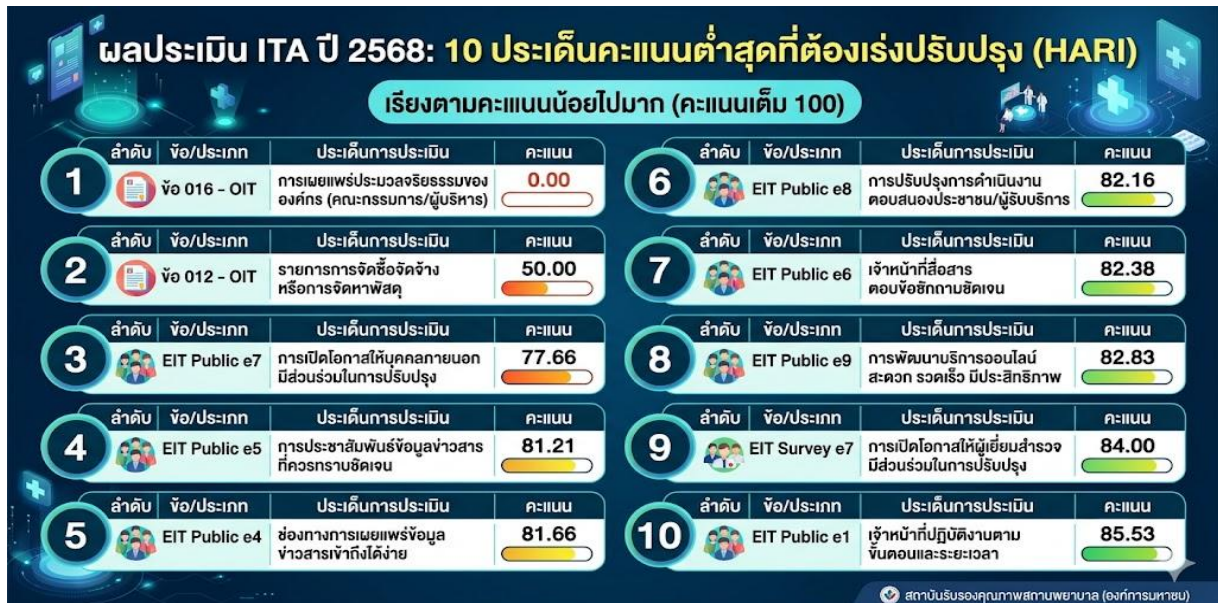 ผลประเมิน ITA ปี 2568: 10 ประเด็นคะแนนต่ำสุดที่ต้องเร่งปรับปรุง (HARI)
เรียงตามคะแนนน้อยไปมาก (คะแนนเต็ม 100)
ลำดับ ข้อ/ประเภท ประเด็นการประเมิน คะแนน
1 ข้อ 016 - OIT การเผยแพร่ประมวลจริยธรรรมของ 0.00
องค์กร (คณะกรรมการ/ผู้บริหาร)
ลำดับ ข้อ/ประเภท ประเด็นการประเมิน คะแนน
2 ข้อ 012 - OIT รายการการจัดซื้อจัดจ้าง 50.00
หรือการจัดหาพัสดุ
ลำดับ ข้อ/ประเภท ประเด็นการประเมิน คะแนน
3 EIT Public e7 การเปิดโอกาสให้บุคคลภายนอก 77.66
มีส่วนร่วมในการปรับปรุง
ลำดับ ข้อ/ประเภท ประเด็นการประเมิน คะแนน
4 EIT Public e5 การประชาสัมพันธ์ข้อมูลข่าวสาร 81.21
ที่ควรทราบชัดเจน
ลำดับ ข้อ/ประเภท ประเด็นการประเมิน คะแนน
5 EIT Public e4 ช่องทางการเผยแพร่ข้อมูล 81.66
ข่าวสารเข้าถึงได้ง่าย
ลำดับ ข้อ/ประเภท ประเด็นการประเมิน คะแนน
6 EIT Public e8 การปรับปรุงการดำเนินงาน 82.16
ตอบสนองประชาชน/ผู้รับบริการ
ลำดับ ข้อ/ประเภท ประเด็นการประเมิน คะแนน
7 EIT Public e6 เจ้าหน้าที่สื่อสาร 82.38
ตอบข้อซักถามชัดเจน
ลำดับ ข้อ/ประเภท ประเด็นการประเมิน คะแนน
8 EIT Public e9 การพัฒนาบริการออนไลน์ 82.83
สะดวก รวดเร็ว มีประสิทธิภาพ
ลำดับ ข้อ/ประเภท ประเด็นการประเมิน คะแนน
9 EIT Survey e7 การเปิดโอกาสให้ผู้เยี่ยมสำรวจ 84.00
มีส่วนร่วมในการปรับปรุง
ลำดับ ข้อ/ประเภท ประเด็นการประเมิน คะแนน
10 EIT Public e1 เจ้าหน้าที่ปฏิบัติงานตาม 85.53
ขั้นตอนและระยะเวลา
สถาบันรับรองคุณภาพสถานพยาบาล (องค์การมหาชน)